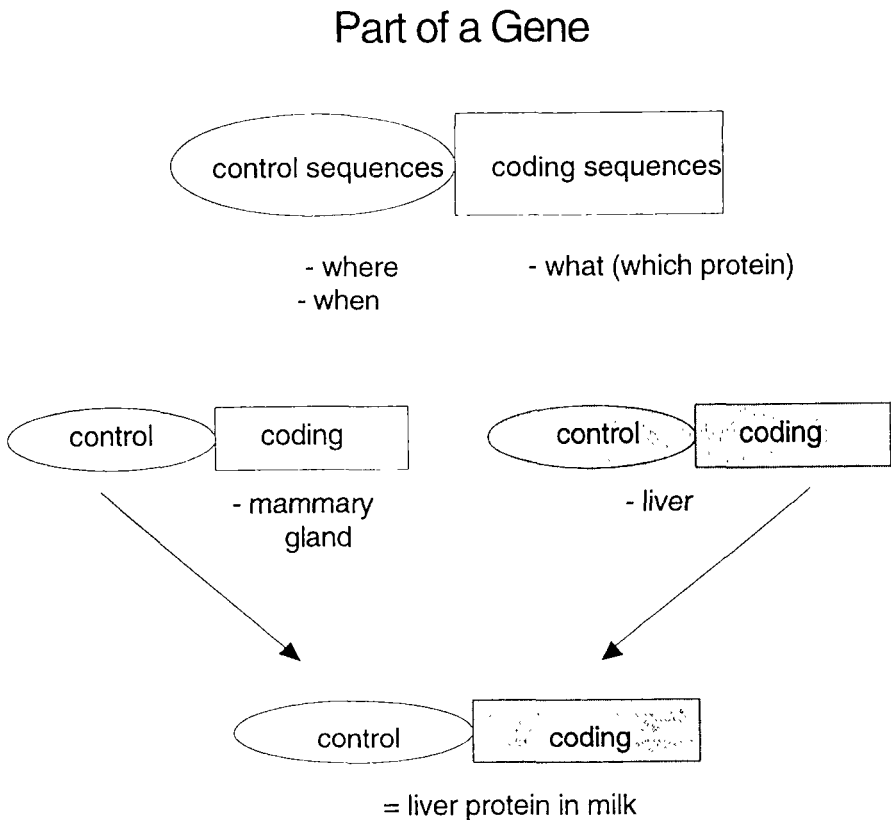 Part of a Gene
control sequences
coding sequences
- where
- when
- what (which protein)
control
coding
- mammary
gland
control
coding
- liver
control
coding
= liver protein in milk